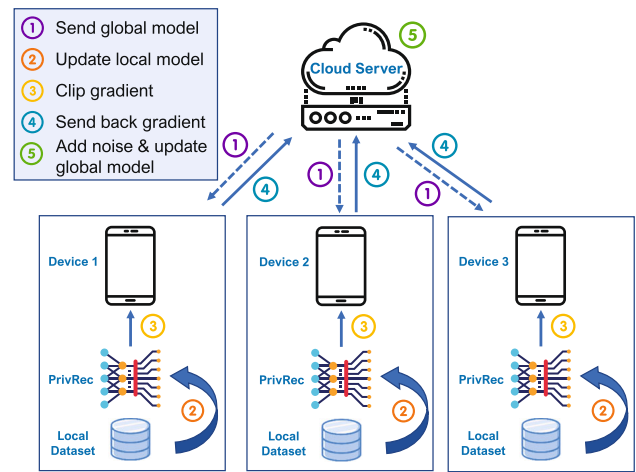 1 Send global model
2 Update local model
3 Clip gradient
4 Send back gradient
5 Add noise & update
global model
5
Cloud Server
1
4
1
4
4
1
Device 1
Device 2
Device 3
3
3
3
PrivRec
PrivRec
PrivRec
2
2
2
Local
Dataset
Local
Dataset
Local
Dataset